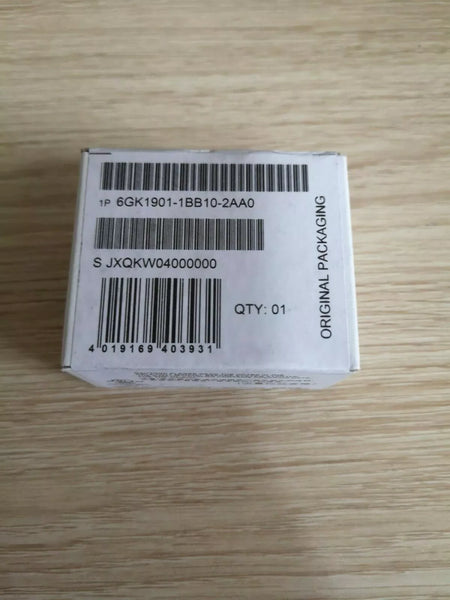 1P 6GK1901-1BB10-2AA0
S JXQKW04000000
QTY: 01
4 019169 403931
ORIGINAL PACKAGING